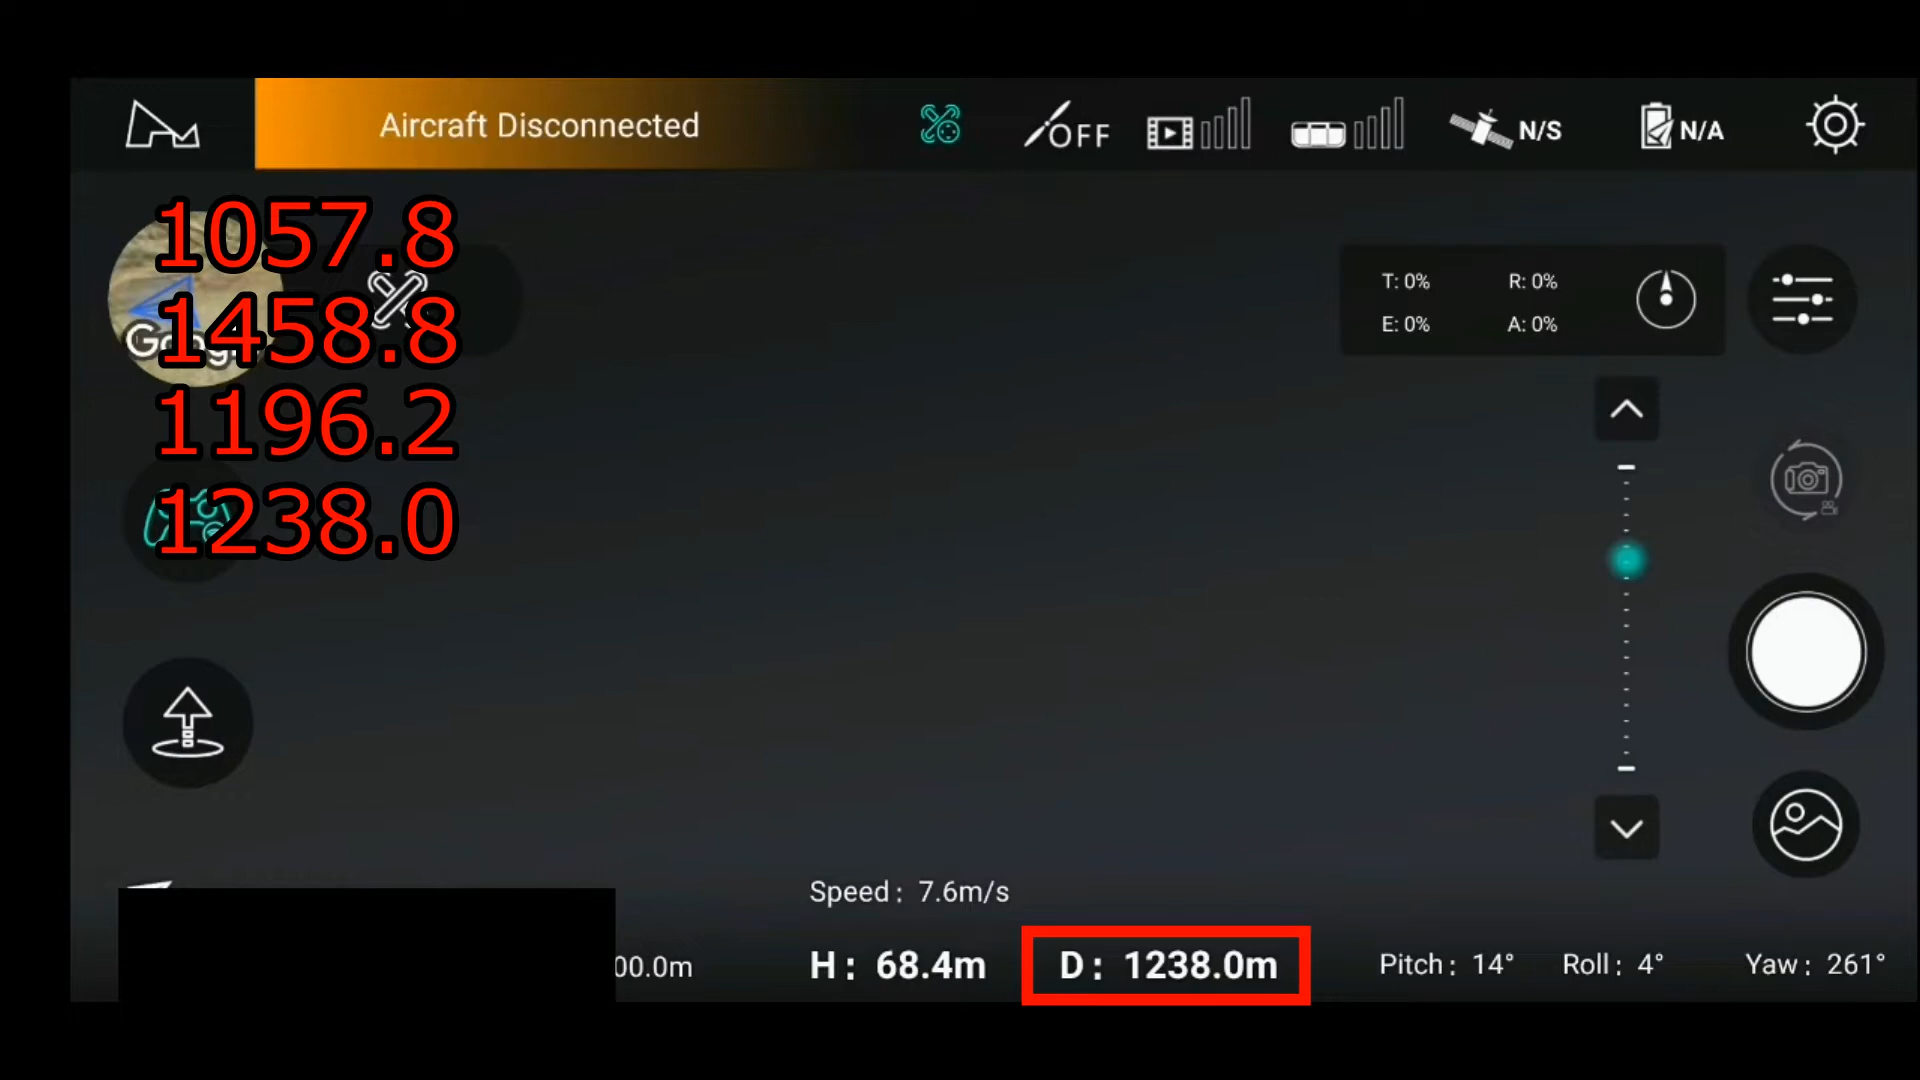 Aircraft Disconnected
OFF
N/S
N/A
1057.8
1458.8
1196.2
1238.0
T: 0% R: 0%
E: 0% A: 0%
Speed : 7.6m/s
00.0m
H : 68.4m
D : 1238.0m
Pitch : 14°
Roll : 4°
Yaw : 261°